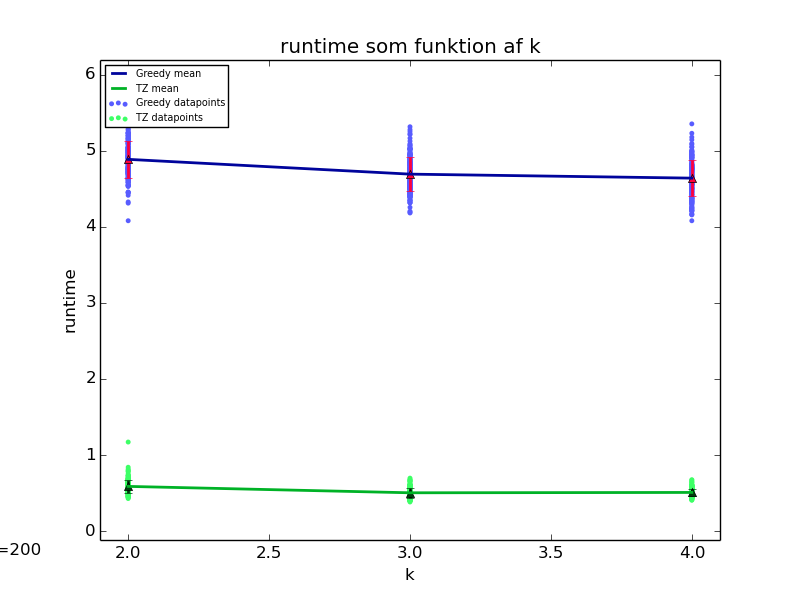 runtime som funktion af k
Greedy mean
TZ mean
Greedy datapoints
TZ datapoints
6
5
4
3
2
1
0
runtime
2.0 2.5 3.0 3.5 4.0
k
=200